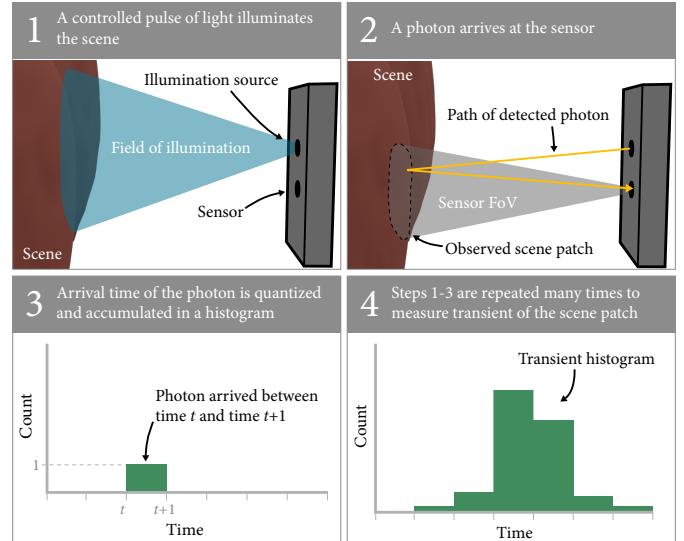 1
A controlled pulse of light illuminates
the scene
Illumination source
Field of illumination
Sensor
Scene
2
A photon arrives at the sensor
Scene
Path of detected photon
Sensor FoV
Observed scene patch
3
Arrival time of the photon is quantized
and accumulated in a histogram
Photon arrived between
time t and time t+1
Count
1
t
t+1
Time
4
Steps 1-3 are repeated many times to
measure transient of the scene patch
Transient histogram
Count
Time